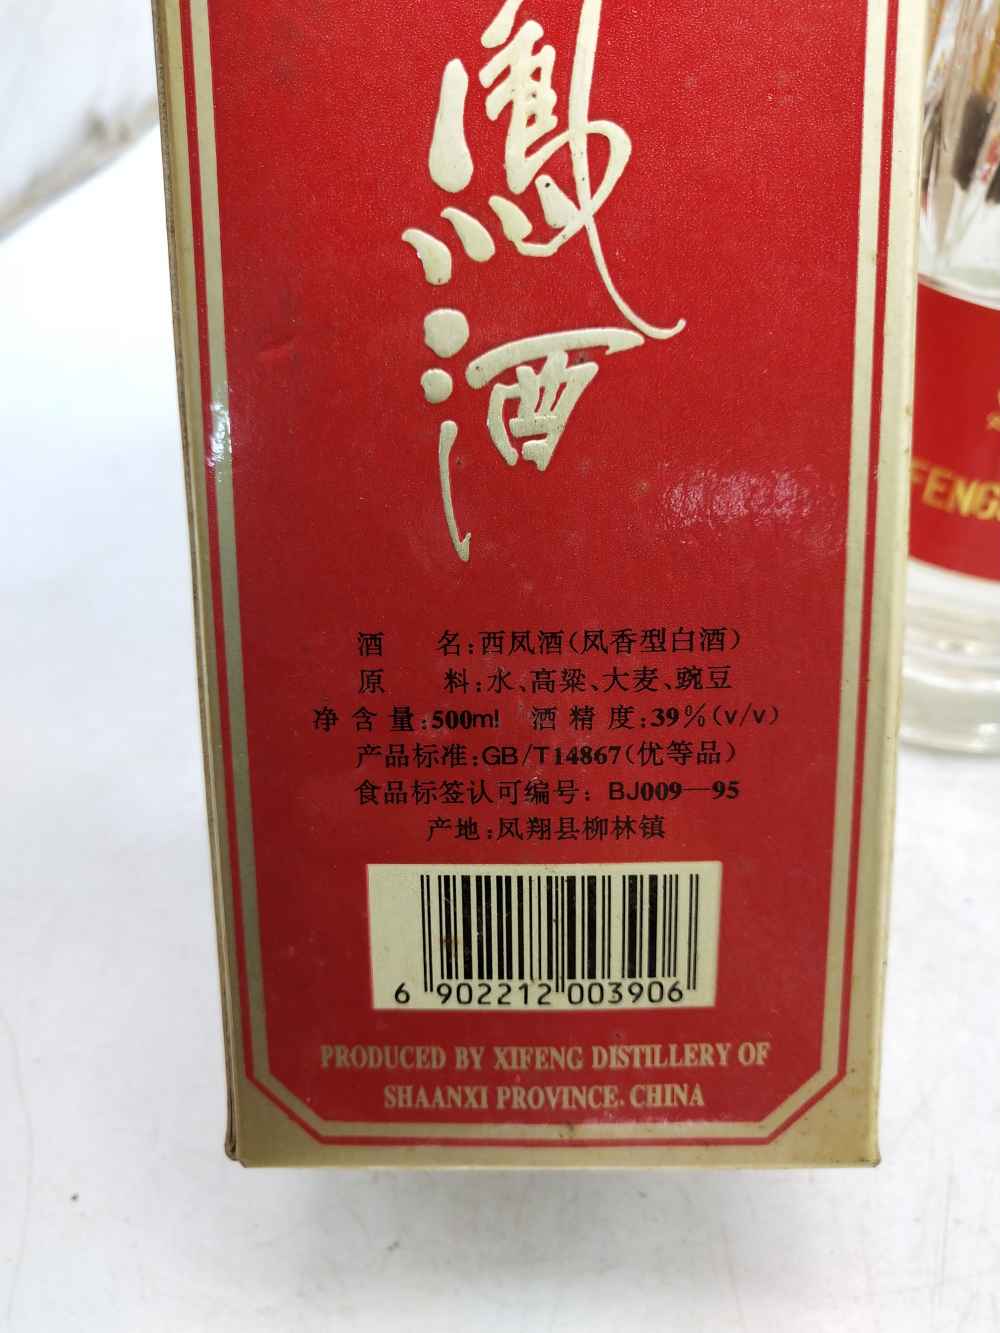 鳳
酒
酒 名:西凤酒(凤香型白酒)
原 料:水、高粱、大麦、豌豆
净含量:500ml 酒精度:39%(v/v)
产品标准:GB/T14867(优等品)
食品标签认可编号: BJ009—95
产地:凤翔县柳林镇
6 902212 003906
PRODUCED BY XIFENG DISTILLERY OF
SHAANXI PROVINCE. CHINA
FENG